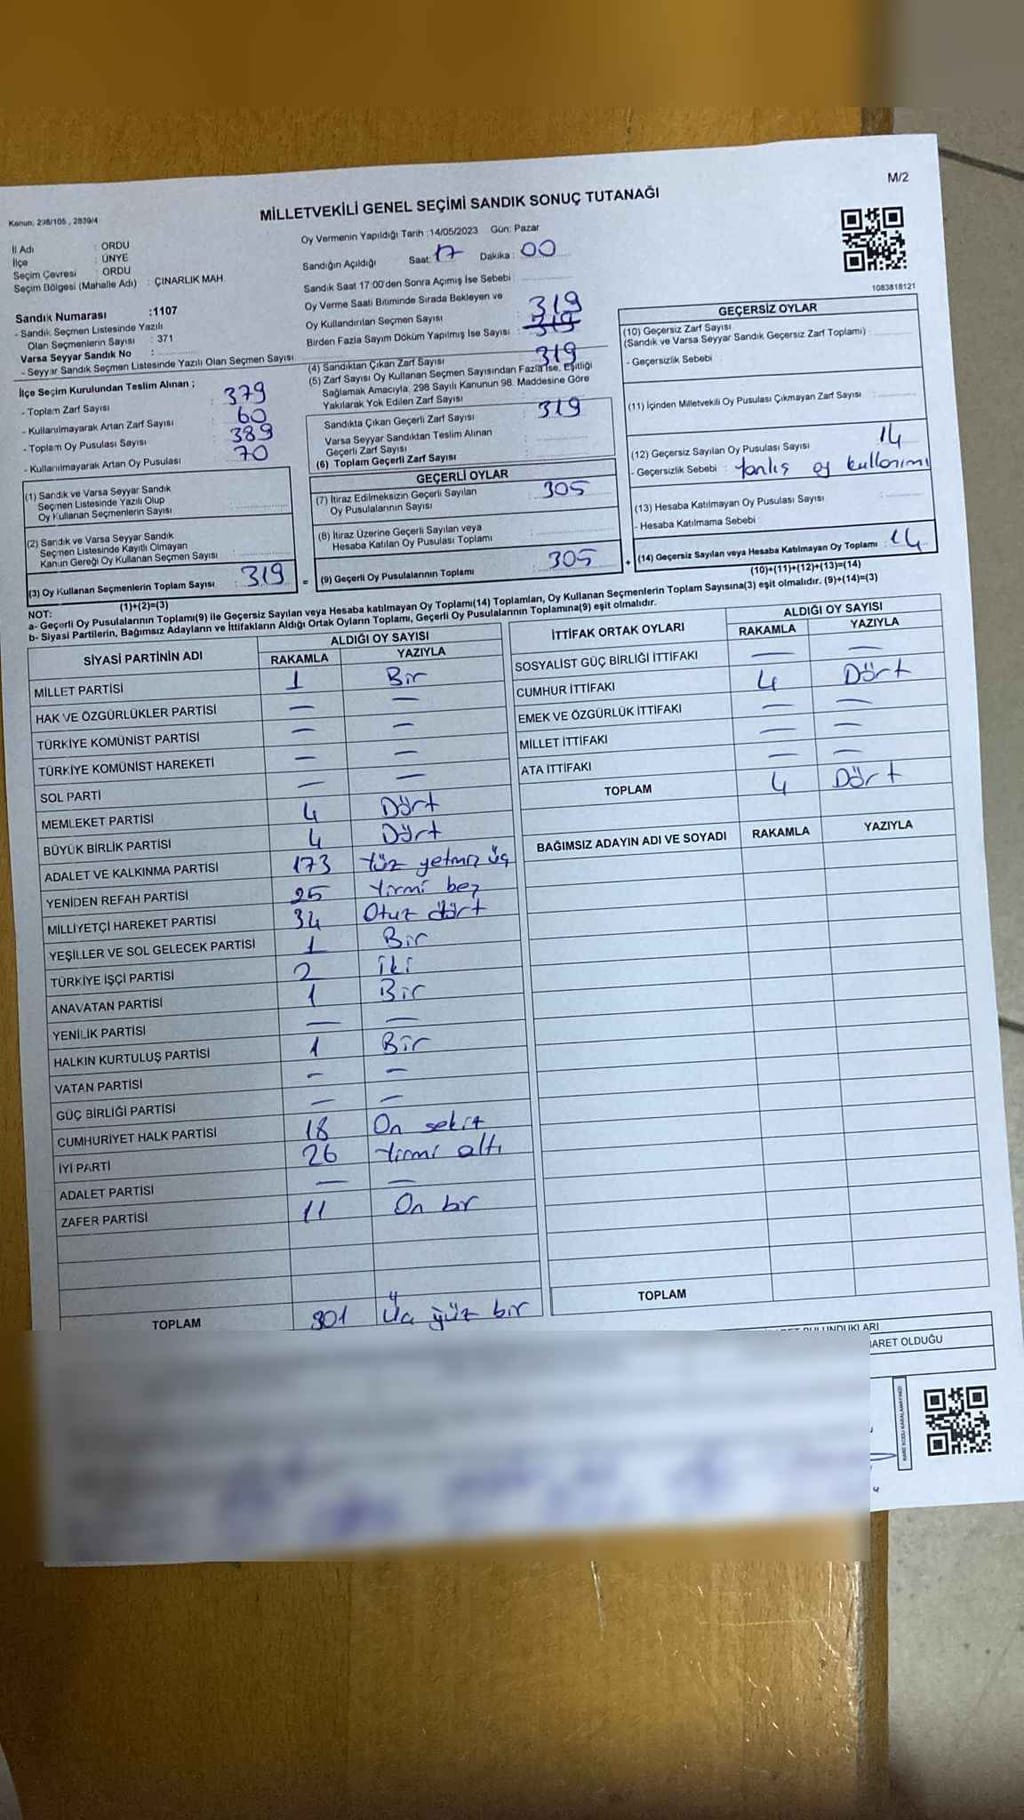 M/2
Kanun: 298/105 , 2839/4
MİLLETVEKİLİ GENEL SEÇİMİ SANDIK SONUÇ TUTANAĞI
İl Adı : ORDU
İlçe : ÜNYE
Seçim Çevresi : ORDU
Seçim Bölgesi (Mahalle Adı) : ÇINARLIK MAH.
Sandık Numarası :1107
- Sandık Seçmen Listesinde Yazılı
Olan Seçmenlerin Sayısı : 371
Varsa Seyyar Sandık No :
- Seyyar Sandık Seçmen Listesinde Yazılı Olan Seçmen Sayısı
Oy Vermenin Yapıldığı Tarih :14/05/2023 Gün: Pazar
Sandığın Açıldığı Saat: 17 Dakika : 00
Sandık Saat 17:00'den Sonra Açımış İse Sebebi :
Oy Verme Saati Bitiminde Sırada Bekleyen ve
Oy Kullandırılan Seçmen Sayısı : 319
Birden Fazla Sayım Döküm Yapılmış İse Sayısı : 319
1083818121
İlçe Seçim Kurulundan Teslim Alınan ;
- Toplam Zarf Sayısı : 379
- Kullanılmayarak Artan Zarf Sayısı : 60
- Toplam Oy Pusulası Sayısı : 389
- Kullanılmayarak Artan Oy Pusulası : 70
(4) Sandıktan Çıkan Zarf Sayısı 319
(5) Zarf Sayısı Oy Kullanan Seçmen Sayısından Fazla İse, Eşitliği
Sağlamak Amacıyla, 298 Sayılı Kanunun 98. Maddesine Göre
Yakılarak Yok Edilen Zarf Sayısı
Sandıkta Çıkan Geçerli Zarf Sayısı : 319
Varsa Seyyar Sandıktan Teslim Alınan
Geçerli Zarf Sayısı
(6) Toplam Geçerli Zarf Sayısı :
GEÇERSİZ OYLAR
(10) Geçersiz Zarf Sayısı
(Sandık ve Varsa Seyyar Sandık Geçersiz Zarf Toplamı) :
- Geçersizlik Sebebi :
(11) İçinden Milletvekili Oy Pusulası Çıkmayan Zarf Sayısı :
(12) Geçersiz Sayılan Oy Pusulası Sayısı : 14
- Geçersizlik Sebebi : Yanlış oy kullanımı
(13) Hesaba Katılmayan Oy Pusulası Sayısı :
- Hesaba Katılmama Sebebi
(14) Geçersiz Sayılan veya Hesaba Katılmayan Oy Toplamı : 14
(10)+(11)+(12)+(13)=(14)
(1) Sandık ve Varsa Seyyar Sandık
Seçmen Listesinde Yazılı Olup
Oy Kullanan Seçmenlerin Sayısı :
(2) Sandık ve Varsa Seyyar Sandık
Seçmen Listesinde Kayıtlı Olmayan
Kanun Gereği Oy Kullanan Seçmen Sayısı :
(3) Oy Kullanan Seçmenlerin Toplam Sayısı : 319 =
(1)+(2)=(3)
GEÇERLİ OYLAR
(7) İtiraz Edilmeksizin Geçerli Sayılan
Oy Pusulalarının Sayısı : 305
(8) İtiraz Üzerine Geçerli Sayılan veya
Hesaba Katılan Oy Pusulası Toplamı
(9) Geçerli Oy Pusulalarının Toplamı : 305 +
NOT:
a- Geçerli Oy Pusulalarının Toplamı(9) ile Geçersiz Sayılan veya Hesaba katılmayan Oy Toplamı(14) Toplamları, Oy Kullanan Seçmenlerin Toplam Sayısına(3) eşit olmalıdır. (9)+(14)=(3)
b- Siyasi Partilerin, Bağımsız Adayların ve İttifakların Aldığı Ortak Oyların Toplamı, Geçerli Oy Pusulalarının Toplamına(9) eşit olmalıdır.
SİYASİ PARTİNİN ADI ALDIĞI OY SAYISI
RAKAMLA YAZIYLA
MİLLET PARTİSİ 1 Bir
HAK VE ÖZGÜRLÜKLER PARTİSİ — —
TÜRKİYE KOMÜNİST PARTİSİ — —
TÜRKİYE KOMÜNİST HAREKETİ — —
SOL PARTİ — —
MEMLEKET PARTİSİ 4 Dört
BÜYÜK BİRLİK PARTİSİ 4 Dört
ADALET VE KALKINMA PARTİSİ 173 Yüz yetmiş üç
YENİDEN REFAH PARTİSİ 25 Yirmi beş
MİLLİYETÇİ HAREKET PARTİSİ 34 Otuz dört
YEŞİLLER VE SOL GELECEK PARTİSİ 1 Bir
TÜRKİYE İŞÇİ PARTİSİ 2 İki
ANAVATAN PARTİSİ 1 Bir
YENİLİK PARTİSİ — —
HALKIN KURTULUŞ PARTİSİ 1 Bir
VATAN PARTİSİ — —
GÜÇ BİRLİĞİ PARTİSİ — —
CUMHURİYET HALK PARTİSİ 18 On sekiz
İYİ PARTİ 26 Yirmi altı
ADALET PARTİSİ — —
ZAFER PARTİSİ 11 On bir
TOPLAM 301 Üç yüz bir
İTTİFAK ORTAK OYLARI ALDIĞI OY SAYISI
RAKAMLA YAZIYLA
SOSYALİST GÜÇ BİRLİĞİ İTTİFAKI — —
CUMHUR İTTİFAKI 4 Dört
EMEK VE ÖZGÜRLÜK İTTİFAKI — —
MİLLET İTTİFAKI — —
ATA İTTİFAKI — —
TOPLAM 4 Dört
BAĞIMSIZ ADAYIN ADI VE SOYADI RAKAMLA YAZIYLA
TOPLAM